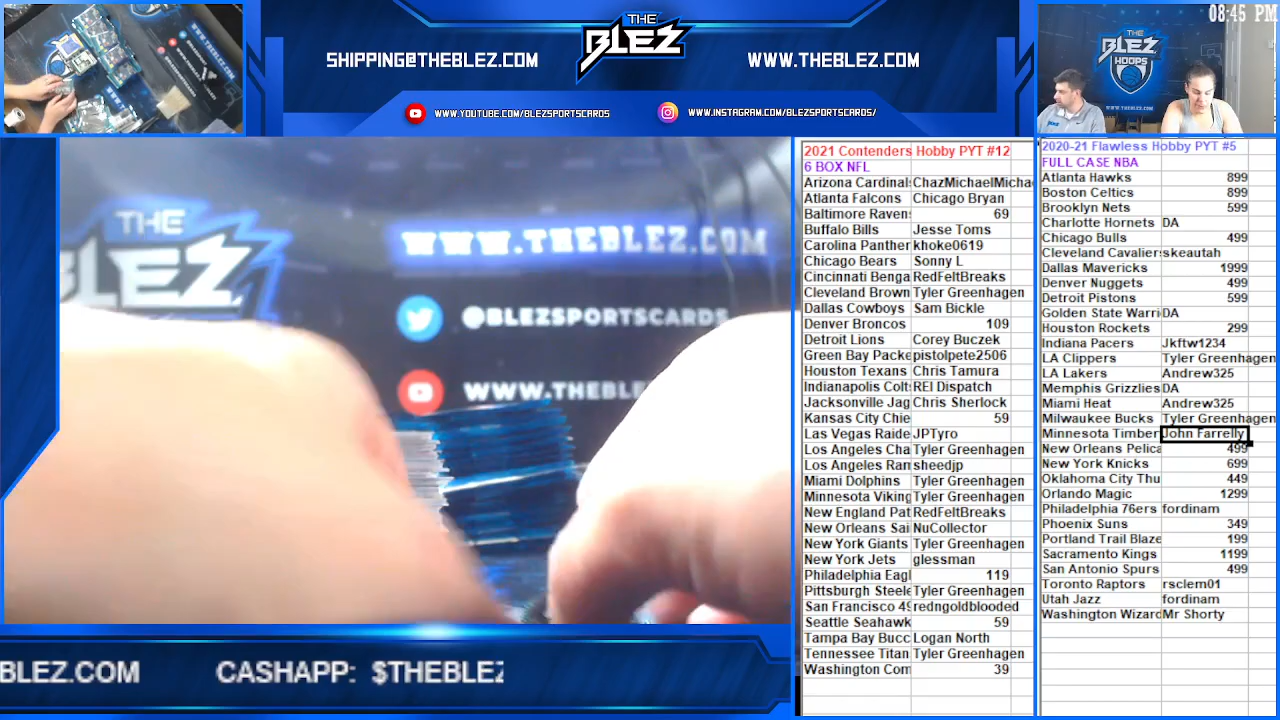 08:45 PM
THE
BLEZ
SHIPPING@THEBLEZ.COM
WWW.THEBLEZ.COM
WWW.YOUTUBE.COM/BLEZSPORTSCARDS
WWW.INSTAGRAM.COM/BLEZSPORTSCARDS/
THE
BLEZ
HOOPS
WWW.THEBLEZ.COM
THE
BLEZ
WWW.THEBLEZ.COM
@BLEZSPORTSCARDS
WWW.THEBLE
2021 Contenders Hobby PYT #12
6 BOX NFL
Arizona Cardinal ChazMichaelMichae
Atlanta Falcons Chicago Bryan
Baltimore Raven 69
Buffalo Bills Jesse Toms
Carolina Panther khoke0619
Chicago Bears Sonny L
Cincinnati Benga RedFeltBreaks
Cleveland Brown Tyler Greenhagen
Dallas Cowboys Sam Bickle
Denver Broncos 109
Detroit Lions Corey Buczek
Green Bay Packe pistolpete2506
Houston Texans Chris Tamura
Indianapolis Colt REI Dispatch
Jacksonville Jag Chris Sherlock
Kansas City Chie 59
Las Vegas Raide JPTyro
Los Angeles Cha Tyler Greenhagen
Los Angeles Ram sheedjp
Miami Dolphins Tyler Greenhagen
Minnesota Viking Tyler Greenhagen
New England Pat RedFeltBreaks
New Orleans Sai NuCollector
New York Giants Tyler Greenhagen
New York Jets glessman
Philadelphia Eagl 119
Pittsburgh Steele Tyler Greenhagen
San Francisco 49 redngoldblooded
Seattle Seahawk 59
Tampa Bay Bucc Logan North
Tennessee Titan Tyler Greenhagen
Washington Com 39
2020-21 Flawless Hobby PYT #5
FULL CASE NBA
Atlanta Hawks 899
Boston Celtics 899
Brooklyn Nets 599
Charlotte Hornets DA
Chicago Bulls 499
Cleveland Cavalier skeautah
Dallas Mavericks 1999
Denver Nuggets 499
Detroit Pistons 599
Golden State Warri DA
Houston Rockets 299
Indiana Pacers Jkftw1234
LA Clippers Tyler Greenhagen
LA Lakers Andrew325
Memphis Grizzlies DA
Miami Heat Andrew325
Milwaukee Bucks Tyler Greenhagen
Minnesota Timber John Farrelly
New Orleans Pelica 499
New York Knicks 699
Oklahoma City Thu 449
Orlando Magic 1299
Philadelphia 76ers fordinam
Phoenix Suns 349
Portland Trail Blaze 199
Sacramento Kings 1199
San Antonio Spurs 499
Toronto Raptors rsclem01
Utah Jazz fordinam
Washington Wizard Mr Shorty
BLEZ.COM CASHAPP: $THEBLEZ